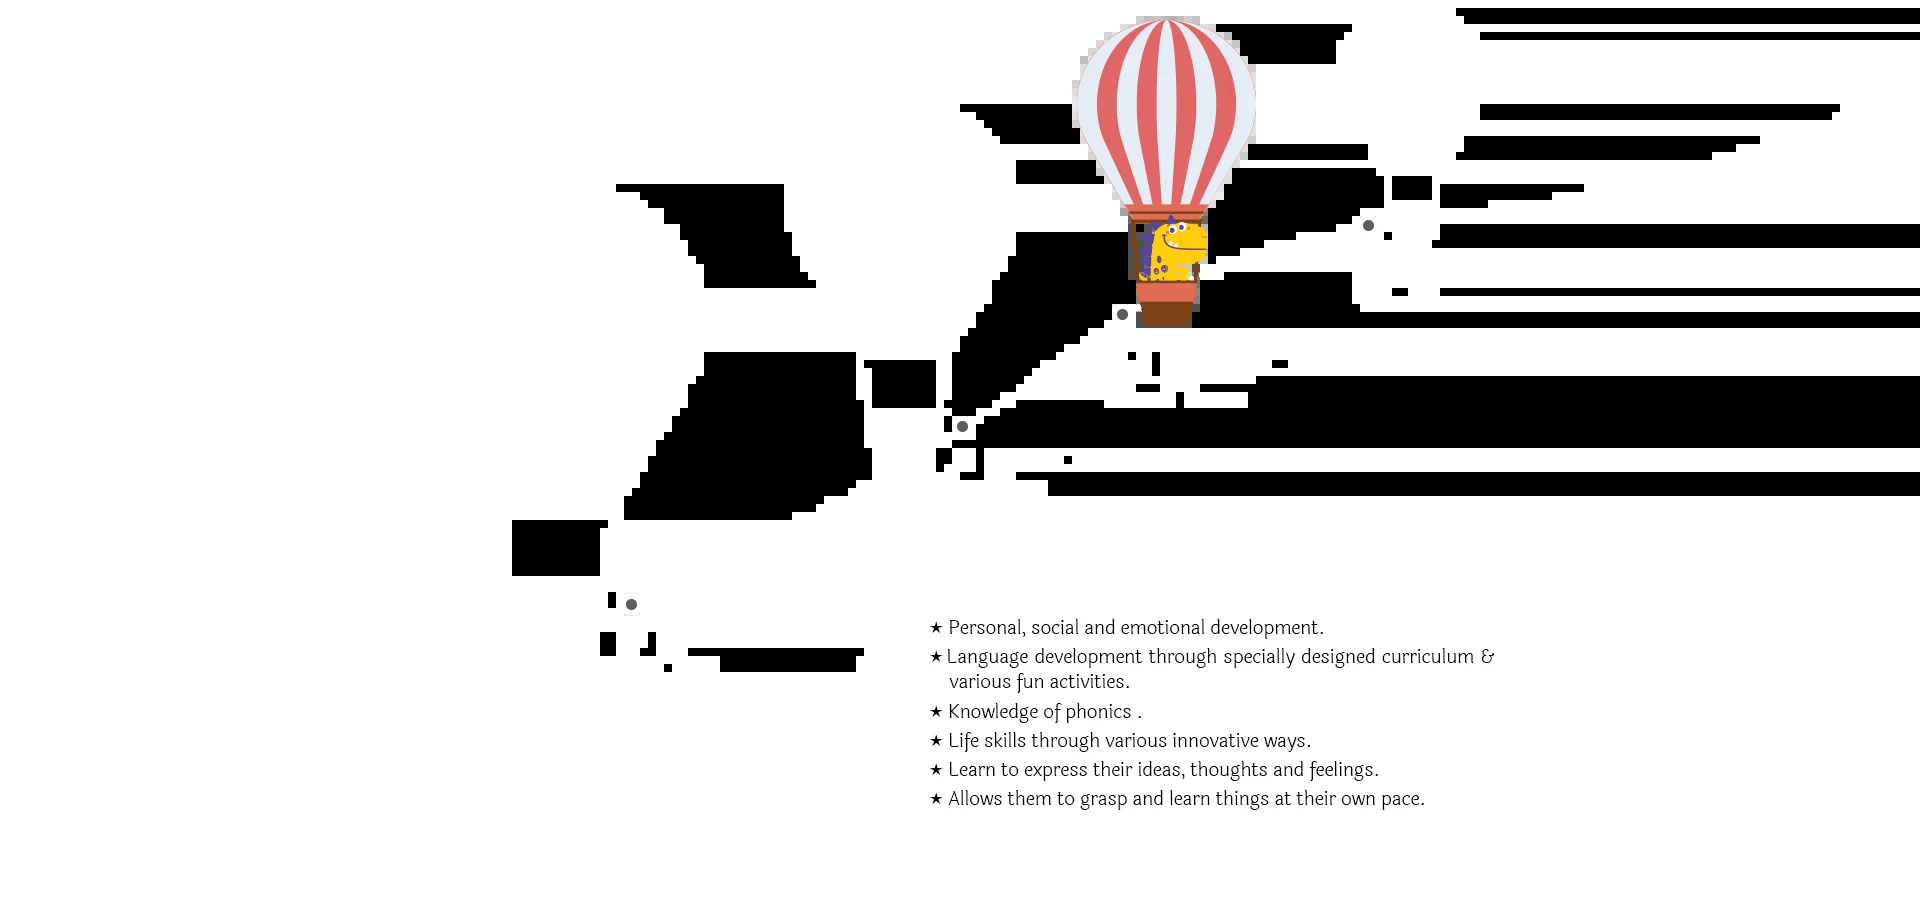 ★ Personal, social and emotional development.
★ Language development through specially designed curriculum &
various fun activities.
★ Knowledge of phonics .
★ Life skills through various innovative ways.
★ Learn to express their ideas, thoughts and feelings.
★ Allows them to grasp and learn things at their own pace.